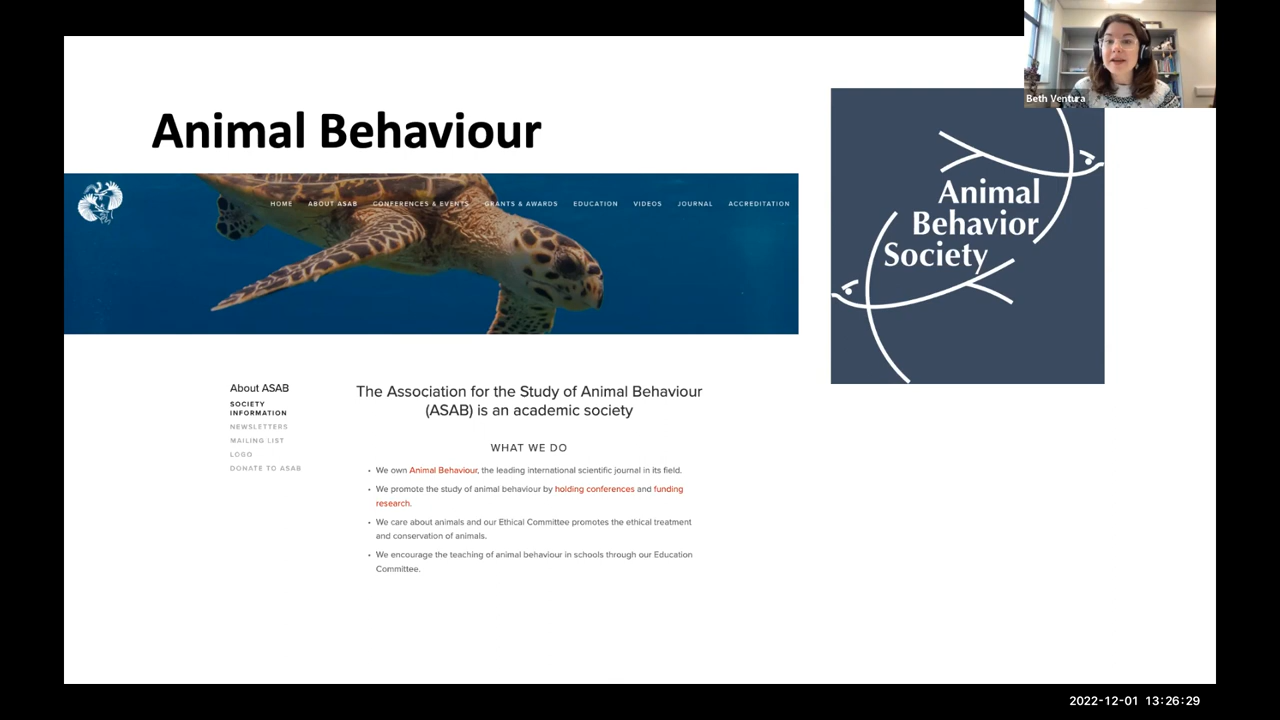 Beth Ventura
Animal Behaviour
HOME ABOUT ASAB CONFERENCES & EVENTS GRANTS & AWARDS EDUCATION VIDEOS JOURNAL ACCREDITATION
Animal
Behavior
Society
About ASAB
SOCIETY
INFORMATION
NEWSLETTERS
MAILING LIST
LOGO
DONATE TO ASAB
The Association for the Study of Animal Behaviour
(ASAB) is an academic society
WHAT WE DO
• We own Animal Behaviour, the leading international scientific journal in its field.
• We promote the study of animal behaviour by holding conferences and funding
research.
• We care about animals and our Ethical Committee promotes the ethical treatment
and conservation of animals.
• We encourage the teaching of animal behaviour in schools through our Education
Committee.
2022-12-01 13:26:29